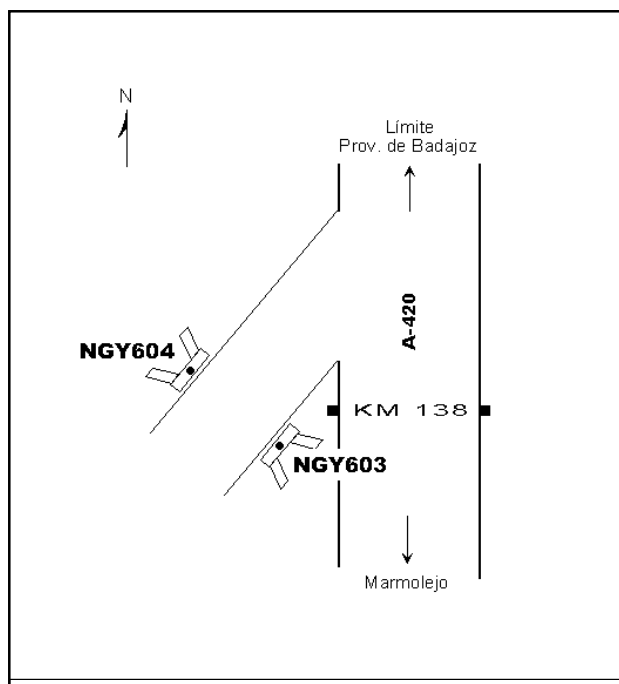 N
Límite
Prov. de Badajoz
A-420
NGY604
KM 138
NGY603
Marmolejo